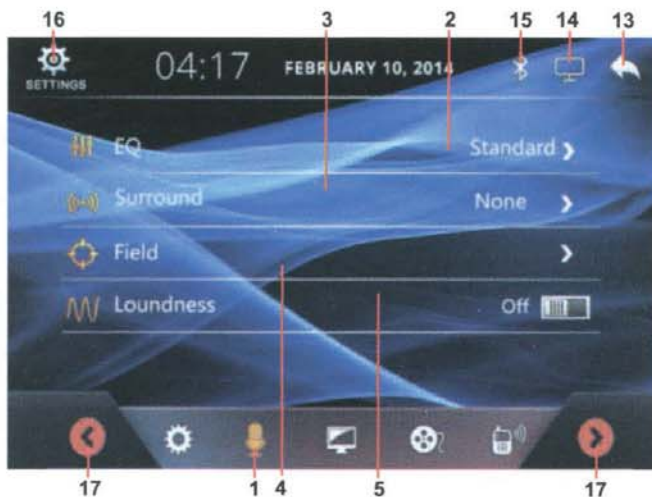 16 3 2 15 14 13
SETTINGS 04:17 FEBRUARY 10, 2014
EQ Standard
Surround None
Field
Loundness Off
17 1 4 5 17